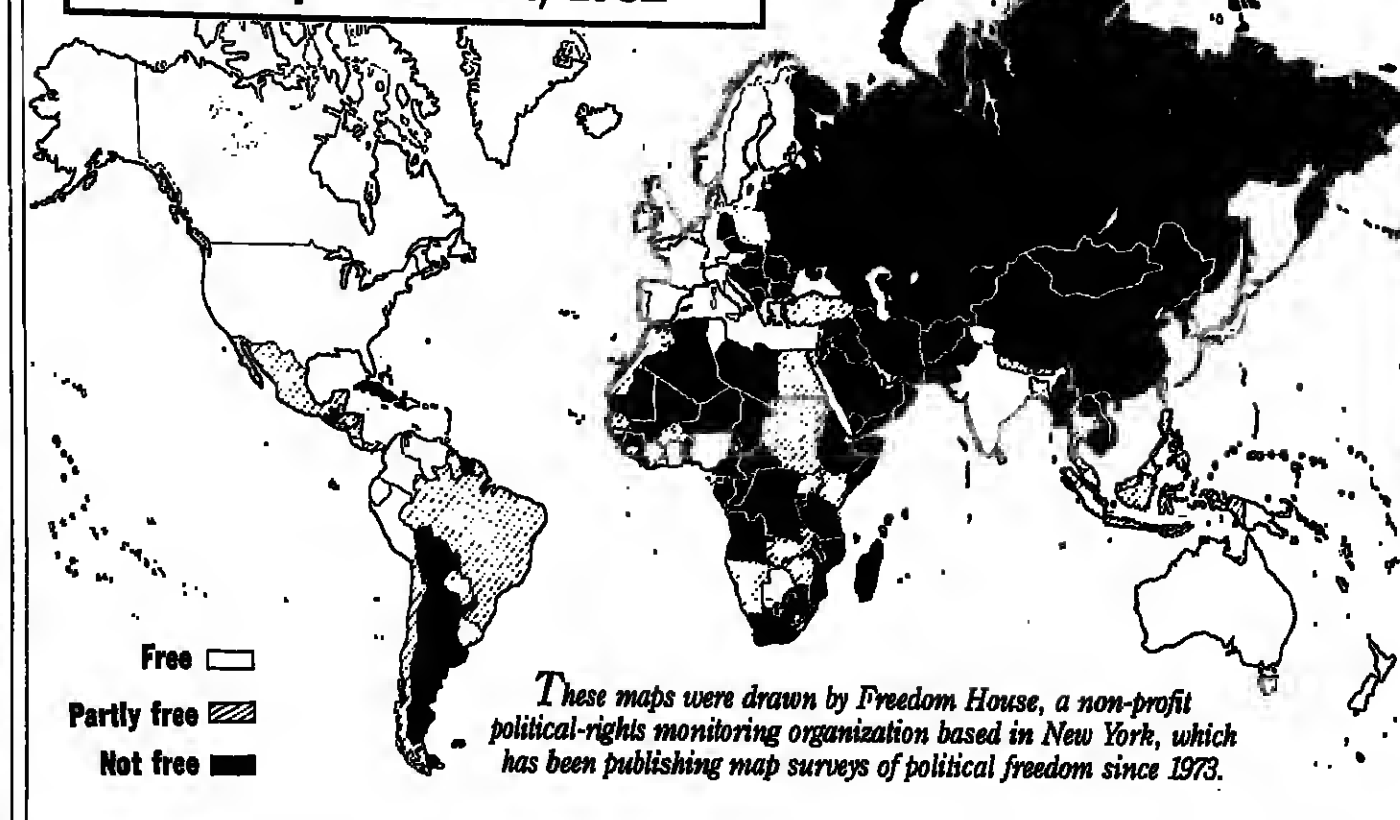 Free
Partly free
Not free
These maps were drawn by Freedom House, a non-profit
political-rights monitoring organization based in New York, which
has been publishing map surveys of political freedom since 1973.